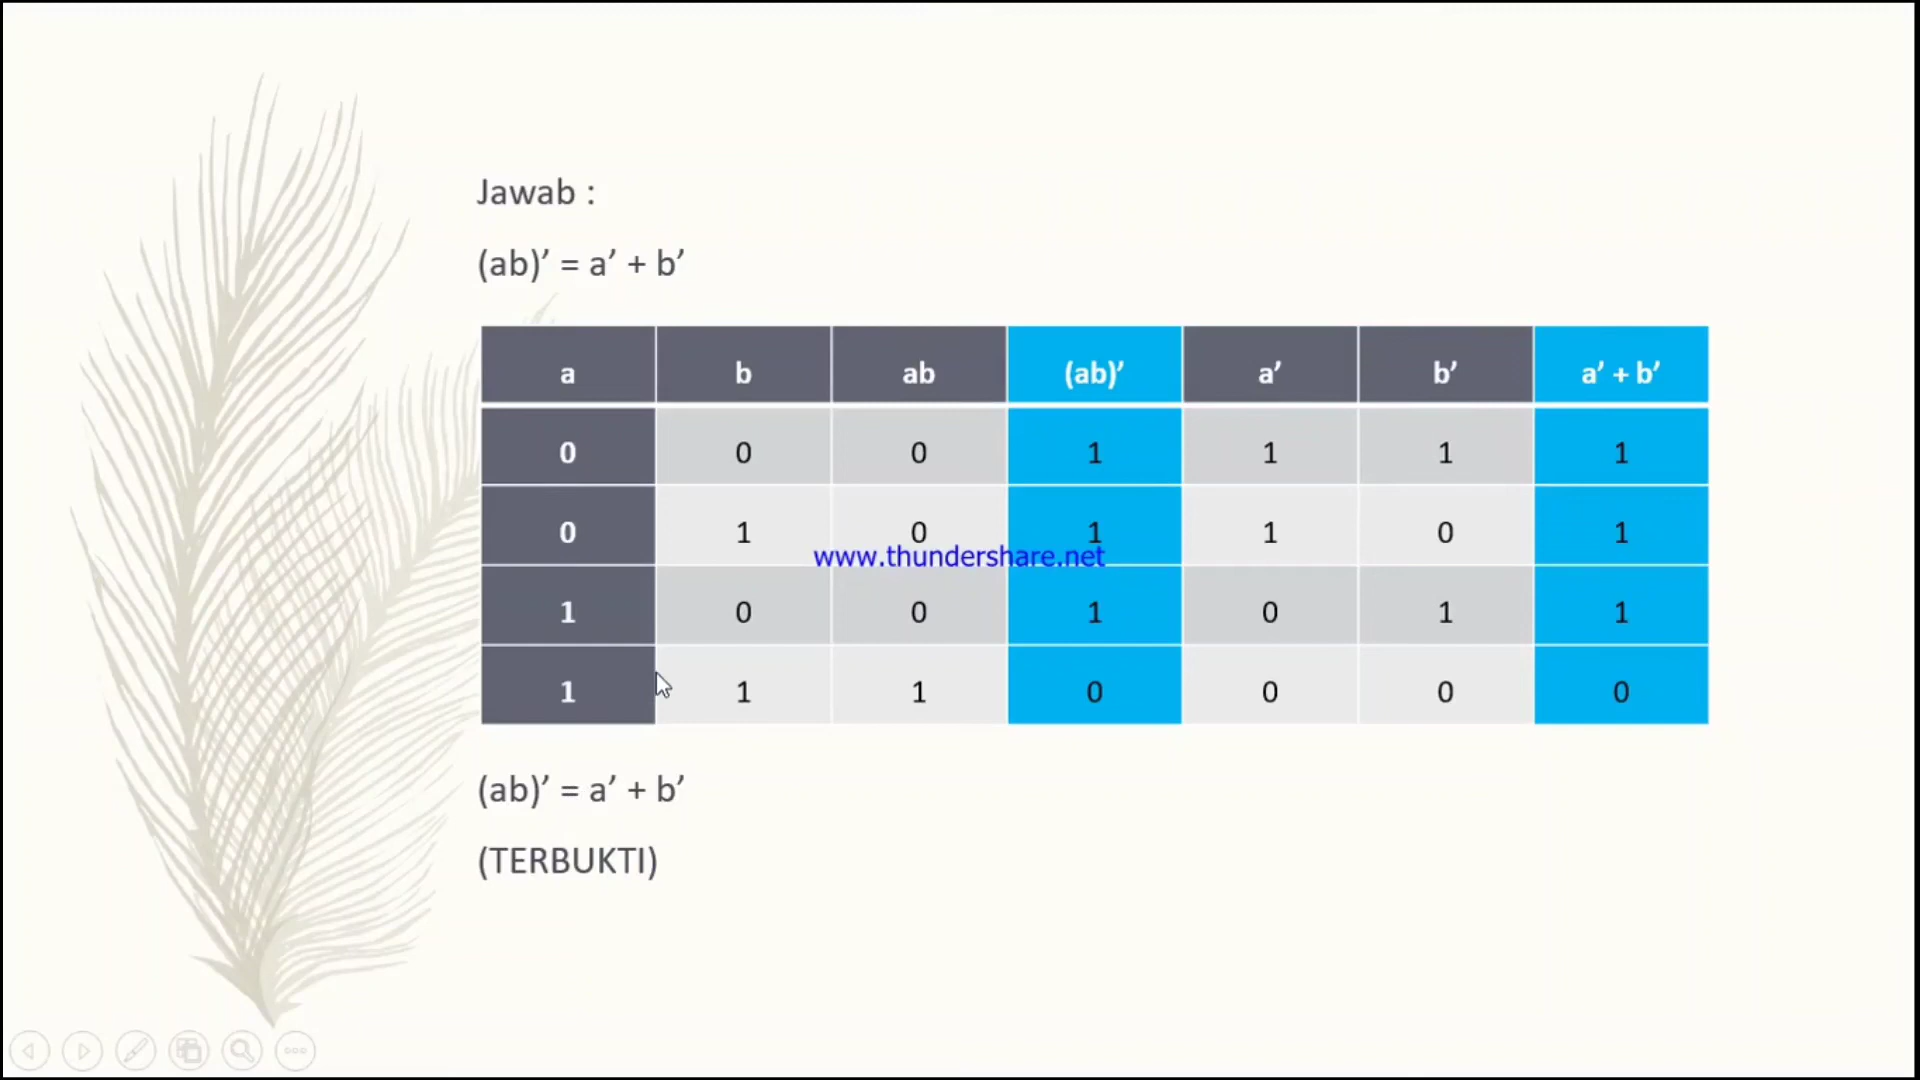 Jawab :
(ab)’ = a’ + b’
a b ab (ab)’ a’ b’ a’ + b’
0 0 0 1 1 1 1
0 1 0 1 1 0 1
www.thundershare.net
1 0 0 1 0 1 1
1 1 1 0 0 0 0
(ab)’ = a’ + b’
(TERBUKTI)